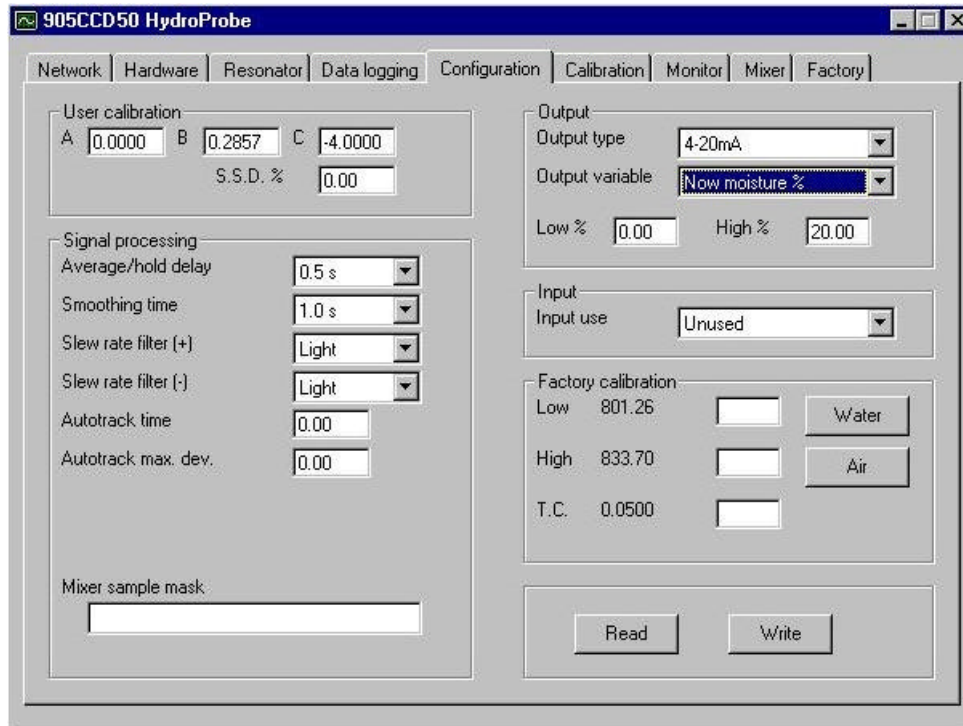 905CCD50 HydroProbe
Network Hardware Resonator Data logging Configuration Calibration Monitor Mixer Factory
User calibration
A 0.0000 B 0.2857 C -4.0000
S.S.D. % 0.00
Signal processing
Average/hold delay 0.5 s
Smoothing time 1.0 s
Slew rate filter (+) Light
Slew rate filter (-) Light
Autotrack time 0.00
Autotrack max. dev. 0.00
Mixer sample mask
Output
Output type 4-20mA
Output variable Now moisture %
Low % 0.00 High % 20.00
Input
Input use Unused
Factory calibration
Low 801.26 Water
High 833.70 Air
T.C. 0.0500
Read Write